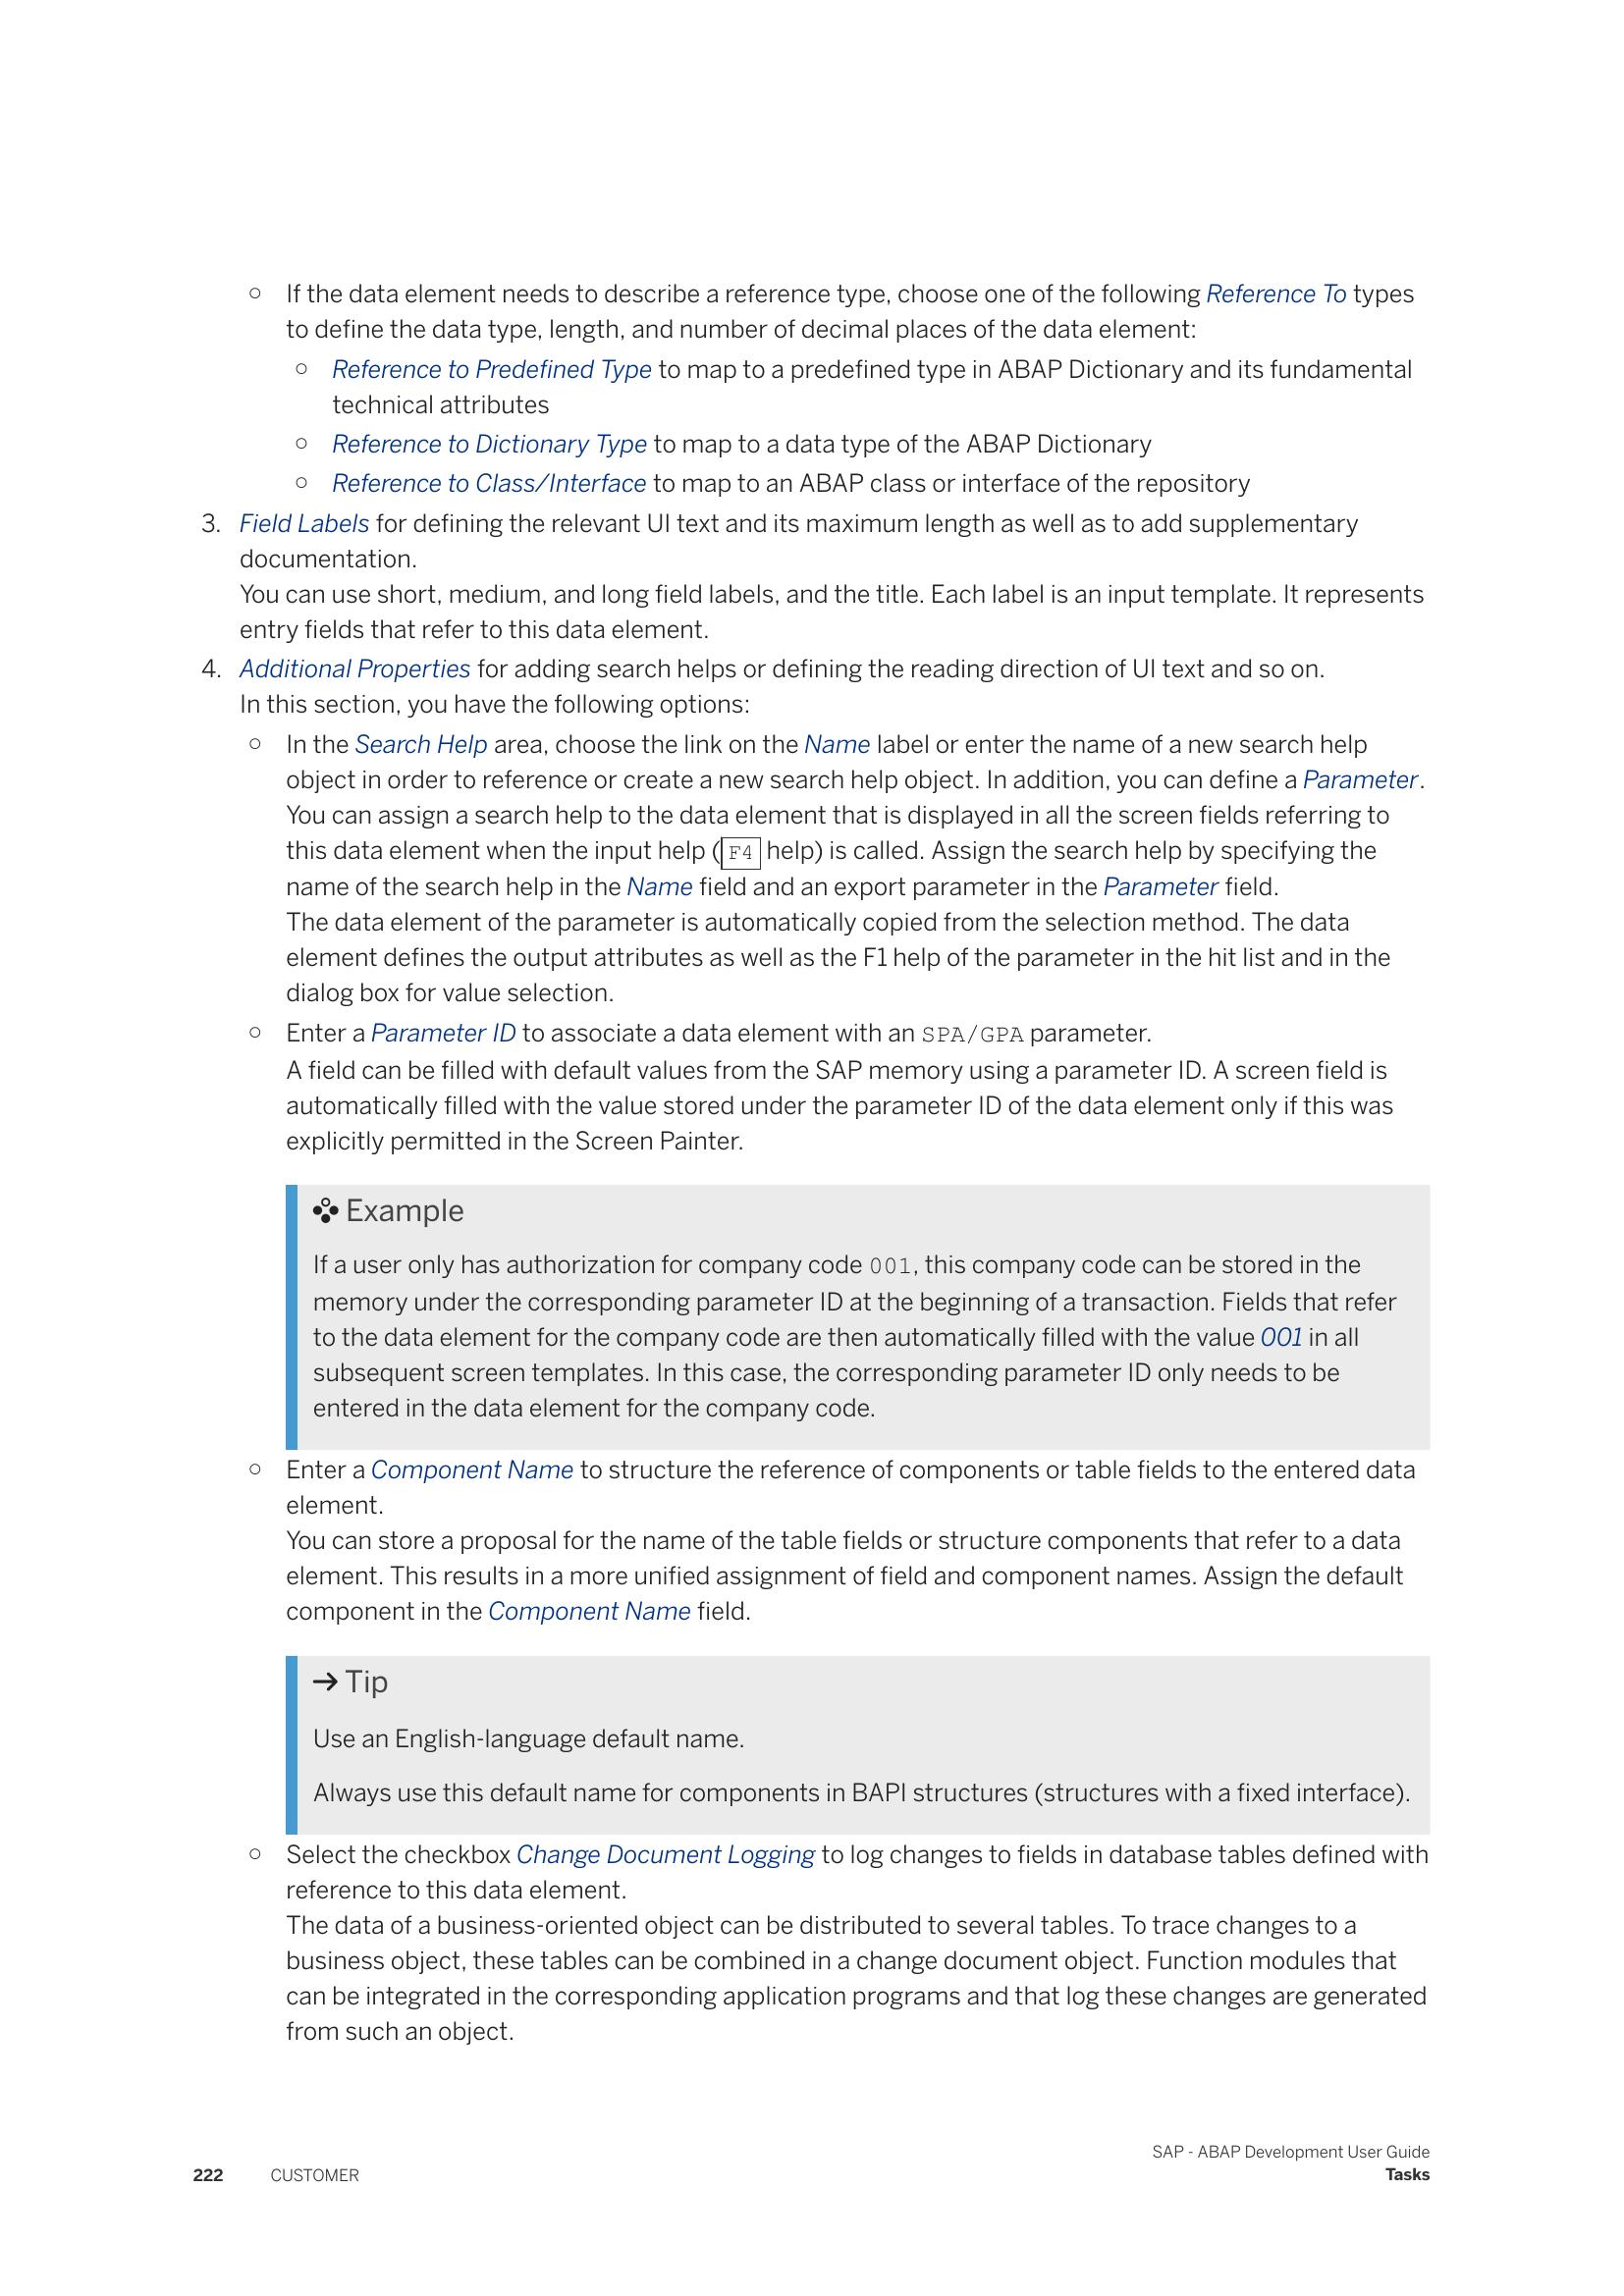 ○ If the data element needs to describe a reference type, choose one of the following Reference To types
to define the data type, length, and number of decimal places of the data element:
○ Reference to Predefined Type to map to a predefined type in ABAP Dictionary and its fundamental
technical attributes
○ Reference to Dictionary Type to map to a data type of the ABAP Dictionary
○ Reference to Class/Interface to map to an ABAP class or interface of the repository
3. Field Labels for defining the relevant UI text and its maximum length as well as to add supplementary
documentation.
You can use short, medium, and long field labels, and the title. Each label is an input template. It represents
entry fields that refer to this data element.
4. Additional Properties for adding search helps or defining the reading direction of UI text and so on.
In this section, you have the following options:
○ In the Search Help area, choose the link on the Name label or enter the name of a new search help
object in order to reference or create a new search help object. In addition, you can define a Parameter.
You can assign a search help to the data element that is displayed in all the screen fields referring to
this data element when the input help (F4 help) is called. Assign the search help by specifying the
name of the search help in the Name field and an export parameter in the Parameter field.
The data element of the parameter is automatically copied from the selection method. The data
element defines the output attributes as well as the F1 help of the parameter in the hit list and in the
dialog box for value selection.
○ Enter a Parameter ID to associate a data element with an SPA/GPA parameter.
A field can be filled with default values from the SAP memory using a parameter ID. A screen field is
automatically filled with the value stored under the parameter ID of the data element only if this was
explicitly permitted in the Screen Painter.
Example
If a user only has authorization for company code 001, this company code can be stored in the
memory under the corresponding parameter ID at the beginning of a transaction. Fields that refer
to the data element for the company code are then automatically filled with the value 001 in all
subsequent screen templates. In this case, the corresponding parameter ID only needs to be
entered in the data element for the company code.
○ Enter a Component Name to structure the reference of components or table fields to the entered data
element.
You can store a proposal for the name of the table fields or structure components that refer to a data
element. This results in a more unified assignment of field and component names. Assign the default
component in the Component Name field.
→ Tip
Use an English-language default name.
Always use this default name for components in BAPI structures (structures with a fixed interface).
○ Select the checkbox Change Document Logging to log changes to fields in database tables defined with
reference to this data element.
The data of a business-oriented object can be distributed to several tables. To trace changes to a
business object, these tables can be combined in a change document object. Function modules that
can be integrated in the corresponding application programs and that log these changes are generated
from such an object.
SAP - ABAP Development User Guide
222 CUSTOMER Tasks